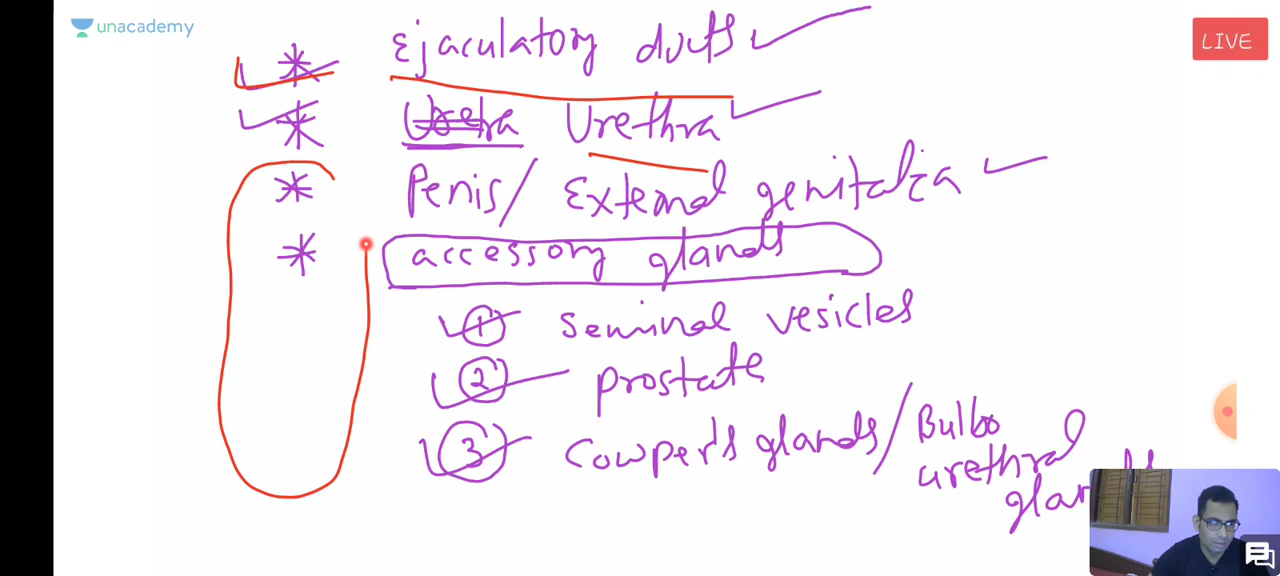 unacademy
LIVE
* Ejaculatory ducts
* Urethra
* Penis/ External genitalia
* accessory glands
① Seminal vesicles
② prostate
③ Cowper's glands/ Bulbo
urethral